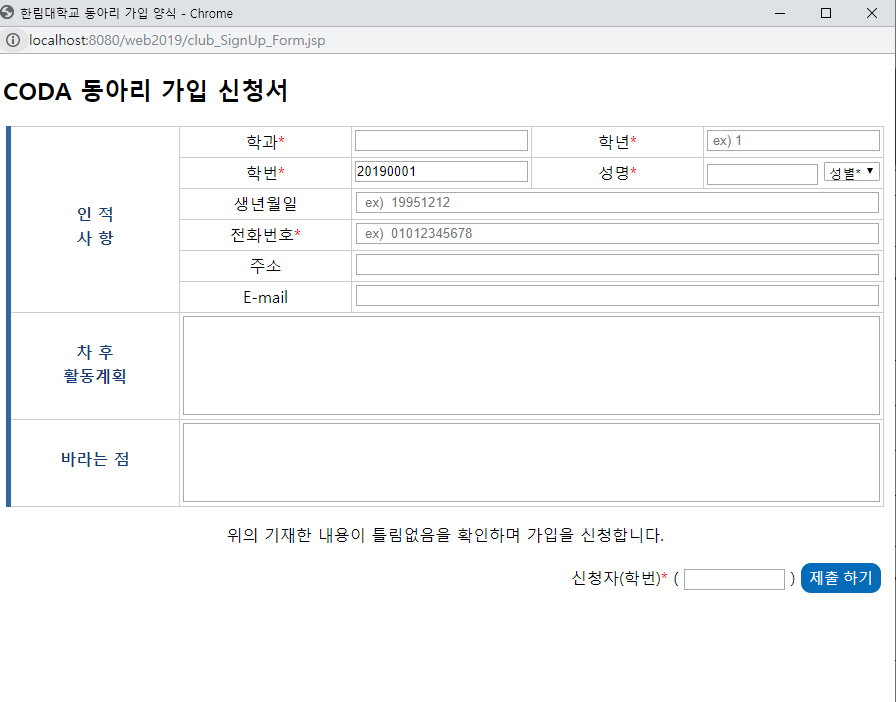 한림대학교 동아리 가입 양식 - Chrome
localhost:8080/web2019/club_SignUp_Form.jsp
CODA 동아리 가입 신청서
인 적
사 항
학과*
학년* ex) 1
학번* 20190001
성명* 성별*
생년월일 ex) 19951212
전화번호* ex) 01012345678
주소
E-mail
차 후
활동계획
바라는 점
위의 기재한 내용이 틀림없음을 확인하며 가입을 신청합니다.
신청자(학번)* ( ) 제출 하기